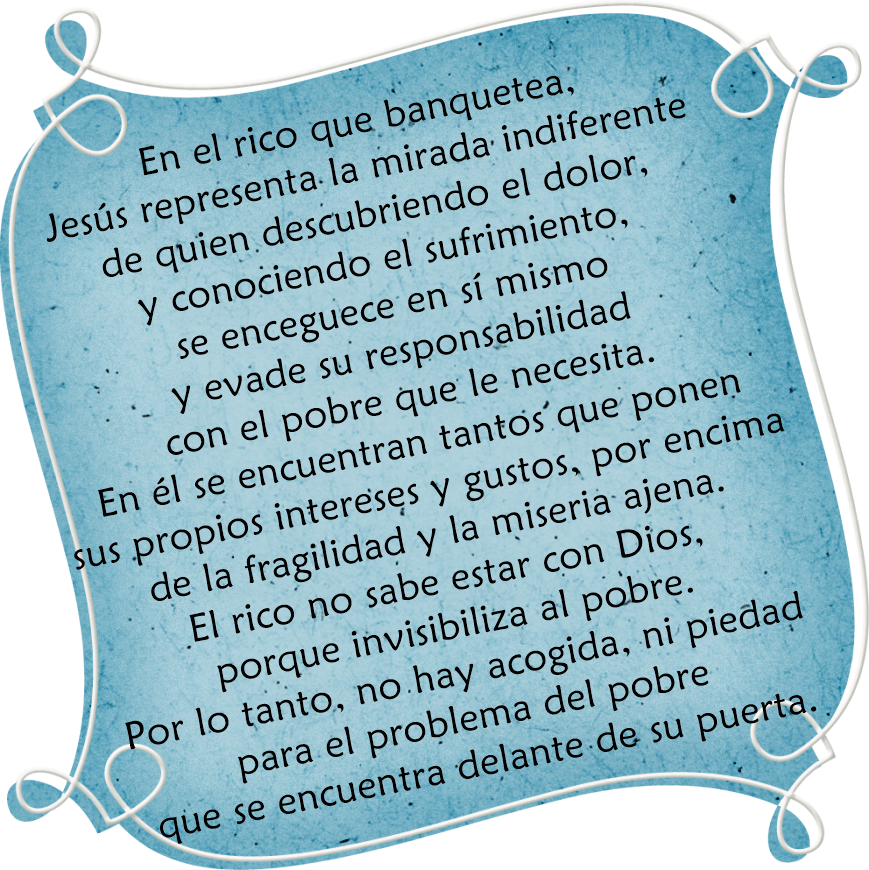 En el rico que banquetea,
Jesús representa la mirada indiferente
de quien descubriendo el dolor,
y conociendo el sufrimiento,
se enceguece en sí mismo
y evade su responsabilidad
con el pobre que le necesita.
En él se encuentran tantos que ponen
sus propios intereses y gustos, por encima
de la fragilidad y la miseria ajena.
El rico no sabe estar con Dios,
porque invisibiliza al pobre.
Por lo tanto, no hay acogida, ni piedad
para el problema del pobre
que se encuentra delante de su puerta.